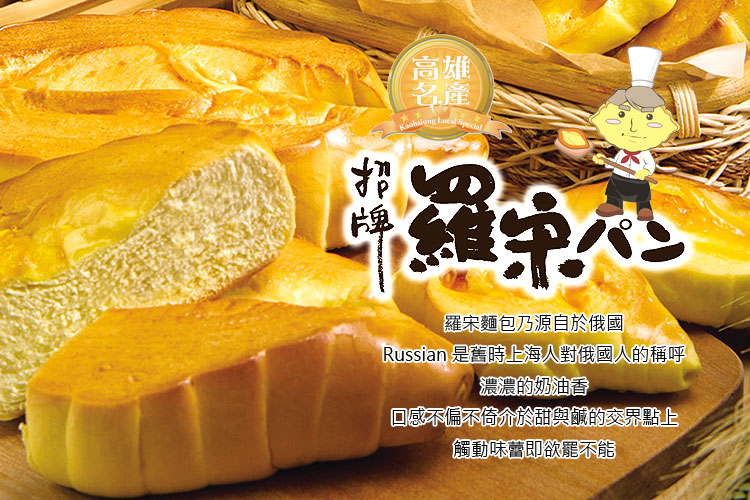 高雄
名產
Kaohsiung Local Special
招牌
羅宋パン
羅宋麵包乃源自於俄國
Russian 是舊時上海人對俄國人的稱呼
濃濃的奶油香
口感不偏不倚介於甜與鹹的交界點上
觸動味蕾即欲罷不能